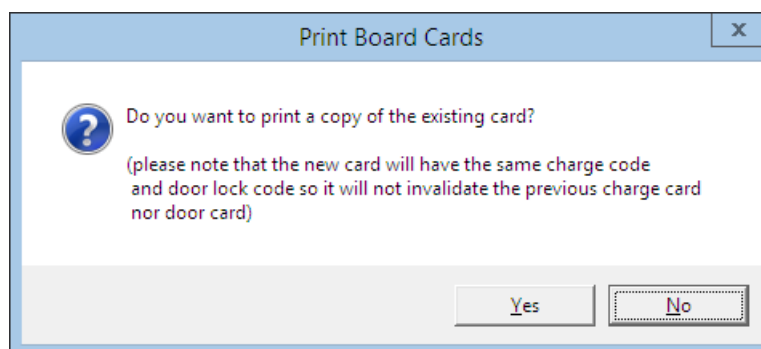 Print Board Cards
x
?
Do you want to print a copy of the existing card?
(please note that the new card will have the same charge code
and door lock code so it will not invalidate the previous charge card
nor door card)
Yes
No